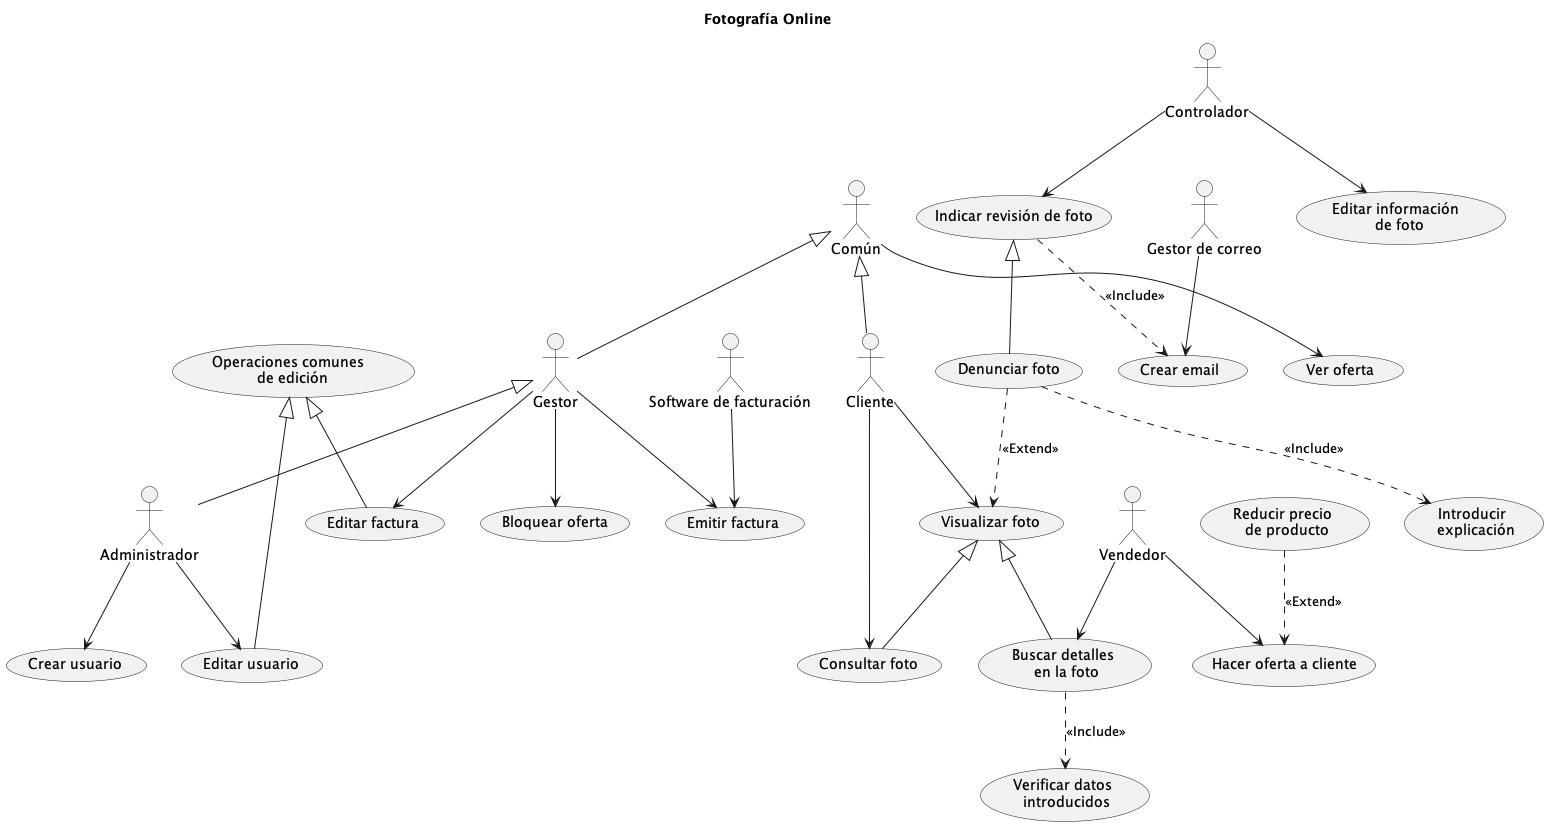 Fotografía Online
Controlador
Indicar revisión de foto
Editar información
de foto
Común
Gestor de correo
«Include»
Operaciones comunes
de edición
Gestor
Software de facturación
Cliente
Denunciar foto
Crear email
Ver oferta
«Extend»
«Include»
Administrador
Editar factura
Bloquear oferta
Emitir factura
Visualizar foto
Vendedor
Reducir precio
de producto
Introducir
explicación
«Extend»
Crear usuario
Editar usuario
Consultar foto
Buscar detalles
en la foto
Hacer oferta a cliente
«Include»
Verificar datos
introducidos